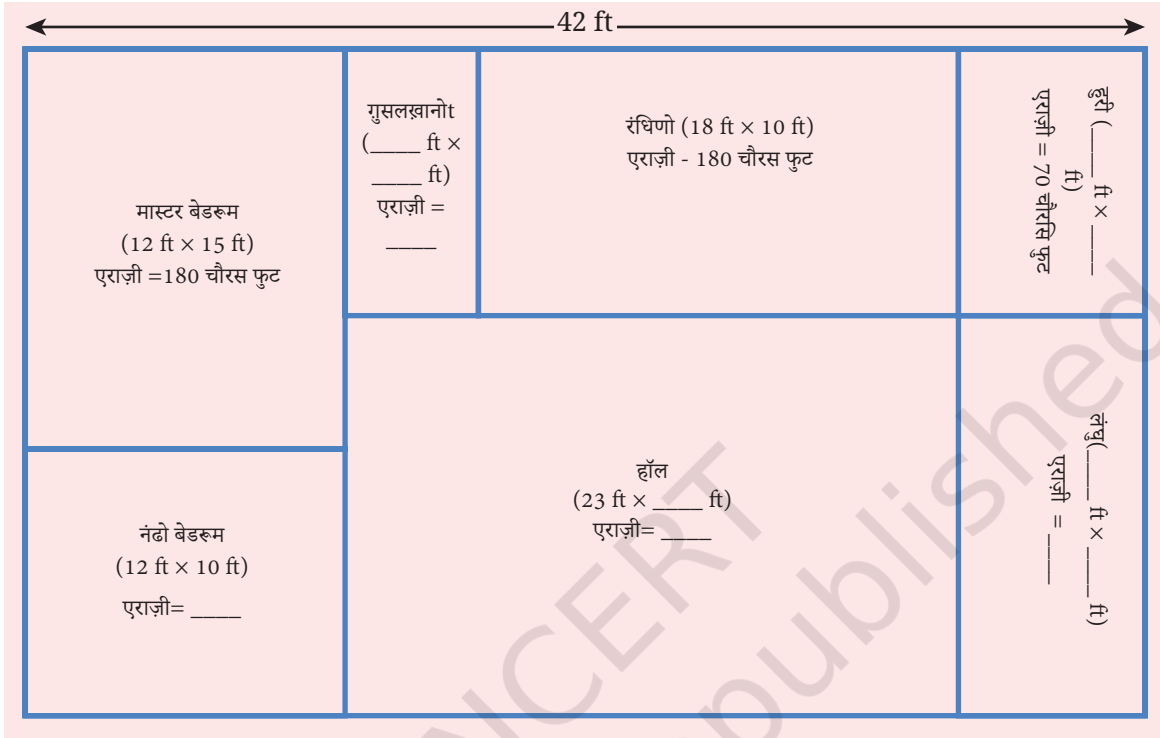 42 ft
मास्टर बेडरूम
(12 ft × 15 ft)
एराज़ी =180 चौरस फुट
ग़ुसलख़ानोt
(____ ft ×
____ ft)
एराज़ी =
____
रंधिणो (18 ft × 10 ft)
एराज़ी - 180 चौरस फुट
हुरी (____ ft × ____
ft)
एराज़ी = 70 चौरसि फुट
नंढो बेडरूम
(12 ft × 10 ft)
एराज़ी= ____
हॉल
(23 ft × ____ ft)
एराज़ी= ____
लंघु(____ ft × ____ ft)
एराज़ी = ____
NCERT
published